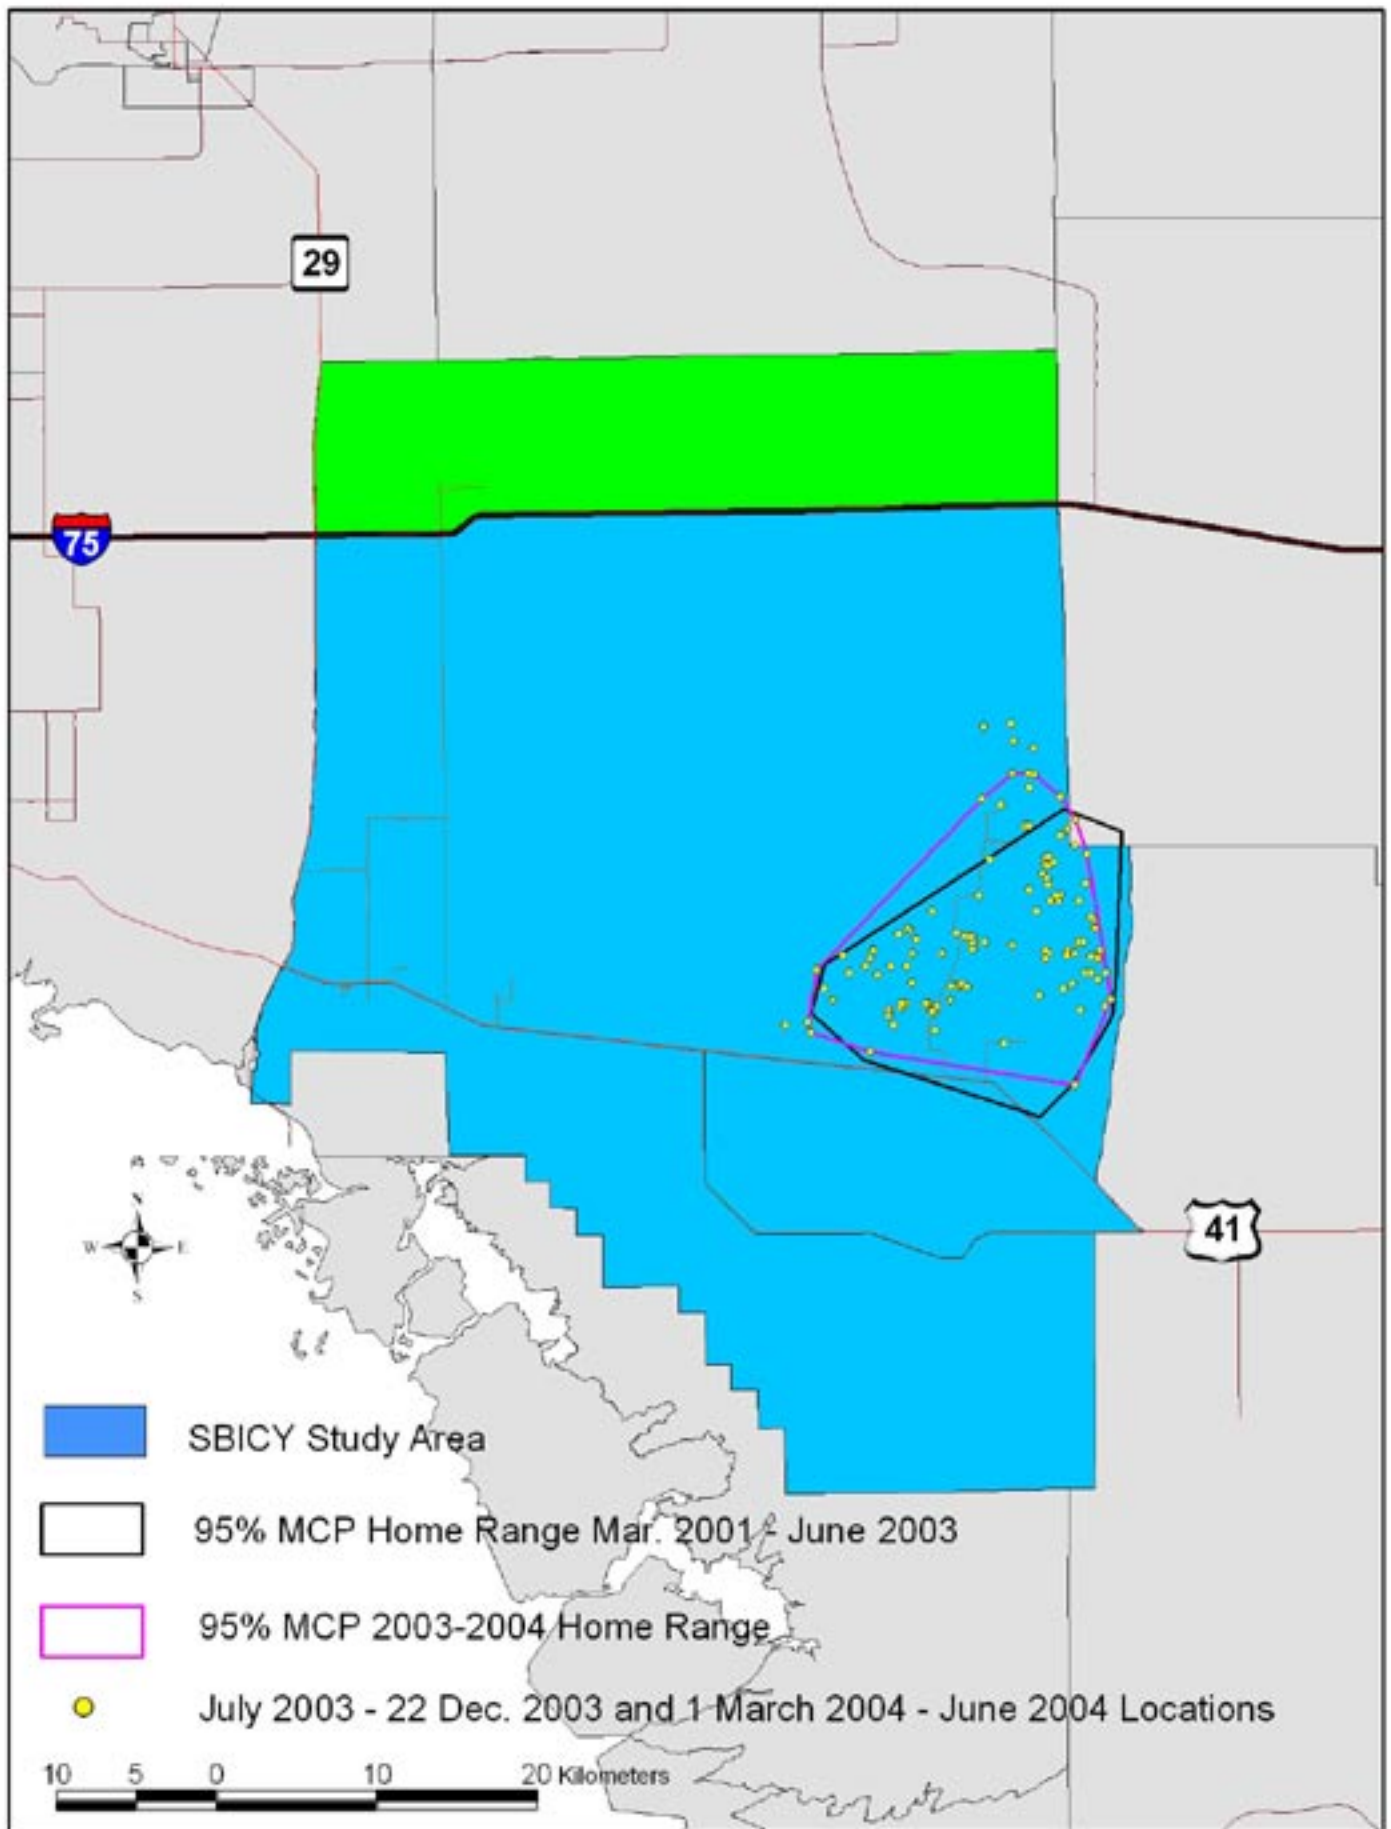 29
75
N
W E
S
41
SBICY Study Area
95% MCP Home Range Mar. 2001 - June 2003
95% MCP 2003-2004 Home Range
July 2003 - 22 Dec. 2003 and 1 March 2004 - June 2004 Locations
10 5 0 10 20 Kilometers